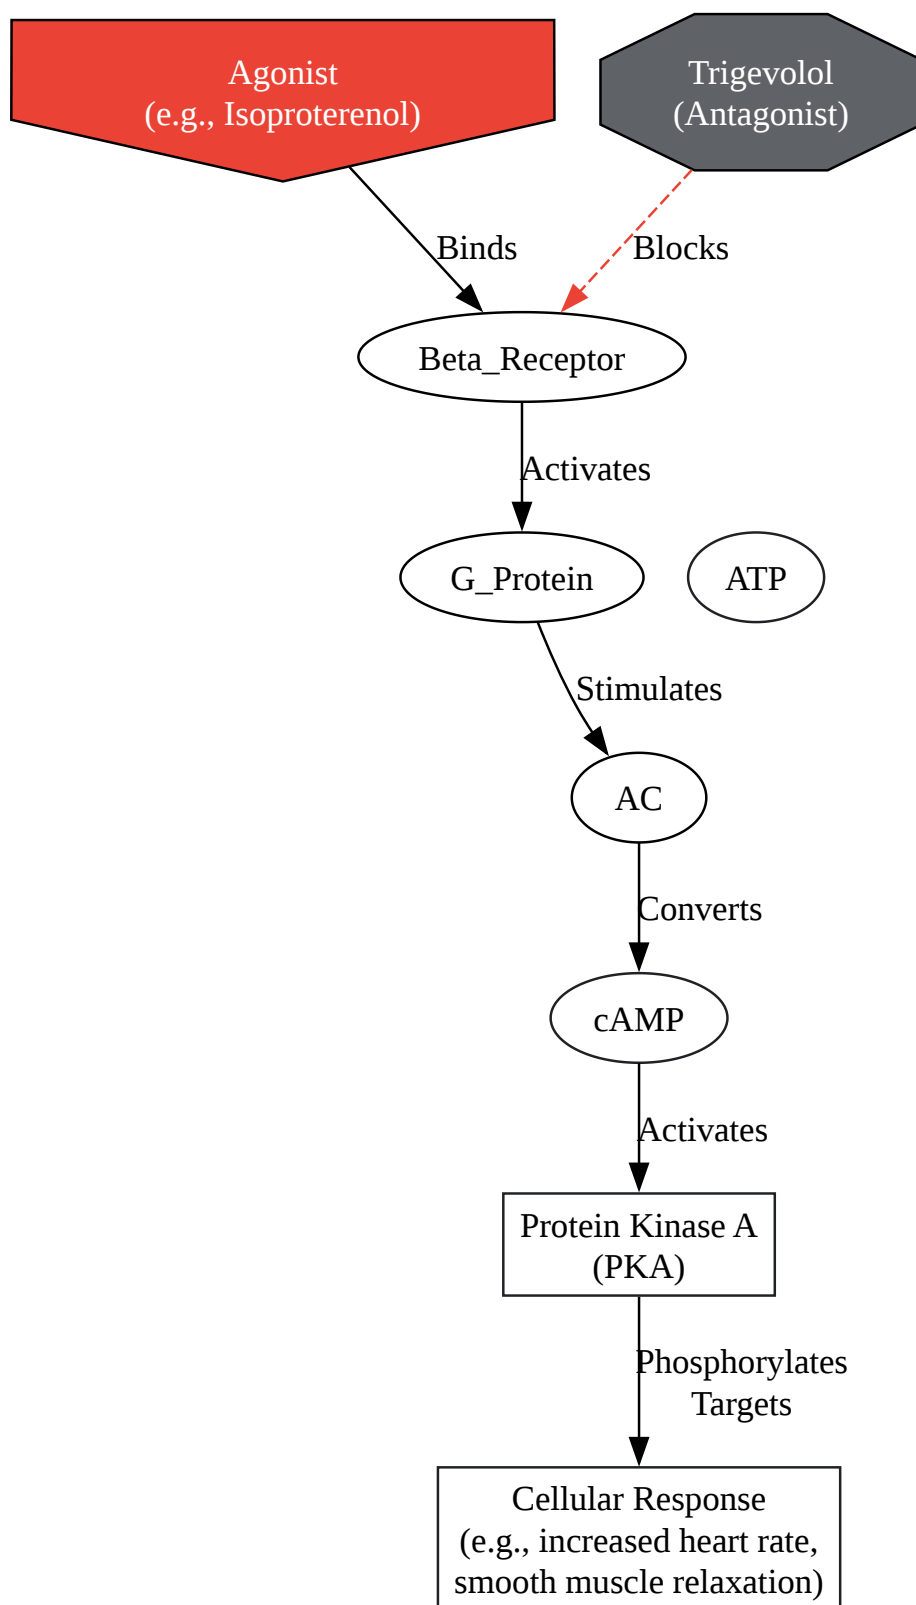 Agonist
(e.g., Isoproterenol)
Trigevolol
(Antagonist)
Binds
Blocks
Beta_Receptor
Activates
G_Protein
ATP
Stimulates
AC
Converts
cAMP
Activates
Protein Kinase A
(PKA)
Phosphorylates
Targets
Cellular Response
(e.g., increased heart rate,
smooth muscle relaxation)